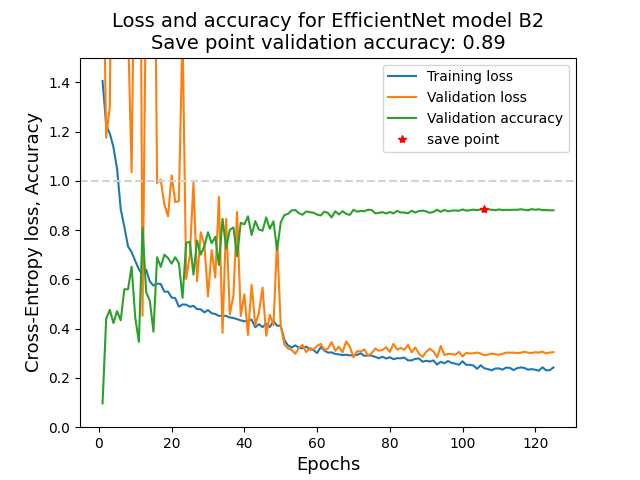 Loss and accuracy for EfficientNet model B2
Save point validation accuracy: 0.89
Training loss
Validation loss
Validation accuracy
save point
Cross-Entropy loss, Accuracy
1.4
1.2
1.0
0.8
0.6
0.4
0.2
0.0
0 20 40 60 80 100 120
Epochs